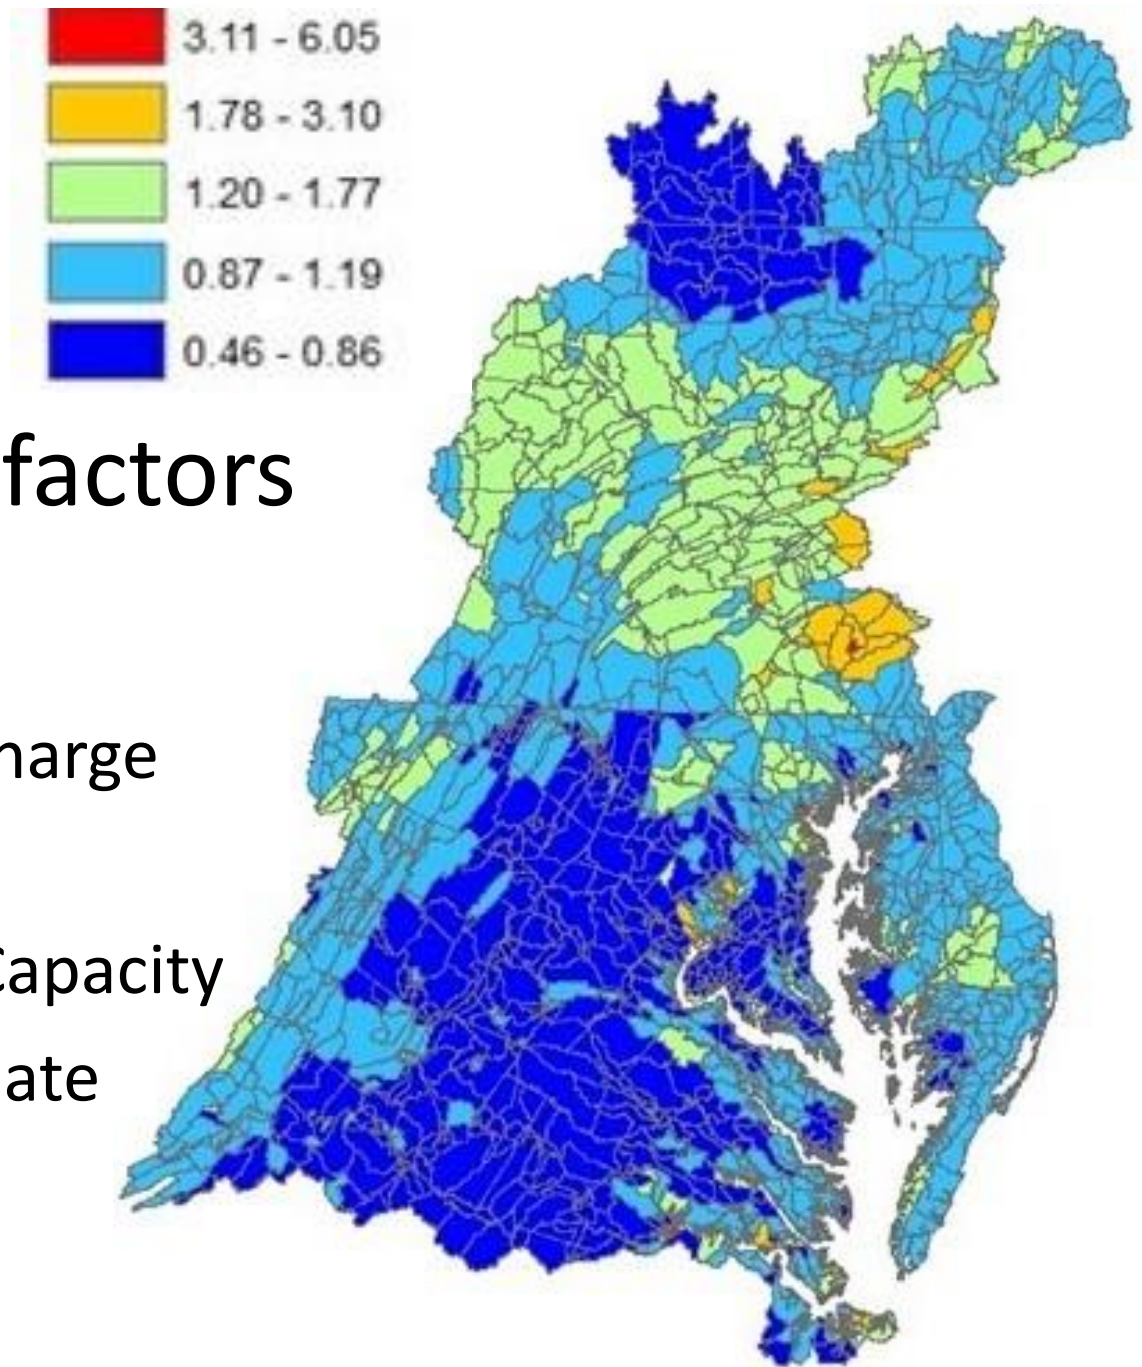 3.11 - 6.05
1.78 - 3.10
1.20 - 1.77
0.87 - 1.19
0.46 - 0.86
factors
harge
Capacity
ate